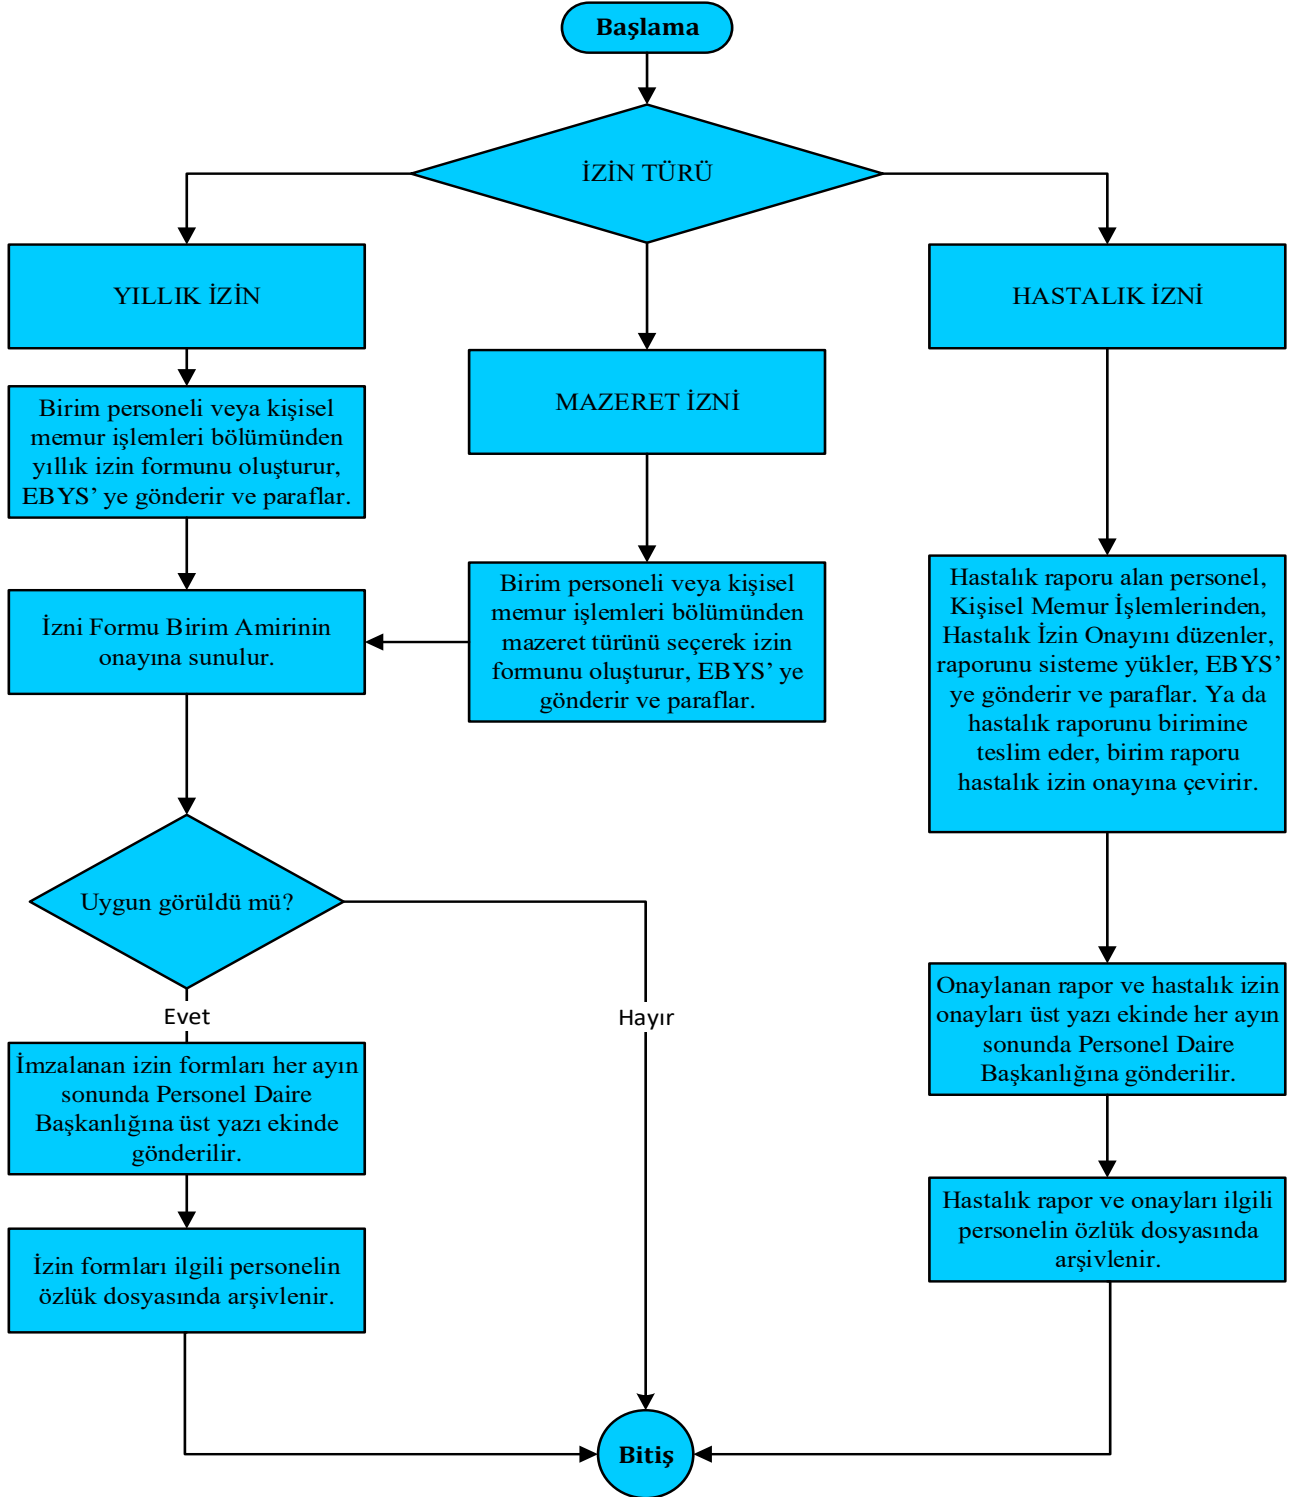 Başlama
İZİN TÜRÜ
YILLIK İZİN
HASTALIK İZNİ
MAZERET İZNİ
Birim personeli veya kişisel
memur işlemleri bölümünden
yıllık izin formunu oluşturur,
EBYS’ ye gönderir ve paraflar.
İzni Formu Birim Amirinin
onayına sunulur.
Birim personeli veya kişisel
memur işlemleri bölümünden
mazeret türünü seçerek izin
formunu oluşturur, EBYS’ ye
gönderir ve paraflar.
Hastalık raporu alan personel,
Kişisel Memur İşlemlerinden,
Hastalık İzin Onayını düzenler,
raporunu sisteme yükler, EBYS’
ye gönderir ve paraflar. Ya da
hastalık raporunu birimine
teslim eder, birim raporu
hastalık izin onayına çevirir.
Uygun görüldü mü?
Evet
Hayır
İmzalanan izin formları her ayın
sonunda Personel Daire
Başkanlığına üst yazı ekinde
gönderilir.
Onaylanan rapor ve hastalık izin
onayları üst yazı ekinde her ayın
sonunda Personel Daire
Başkanlığına gönderilir.
İzin formları ilgili personelin
özlük dosyasında arşivlenir.
Hastalık rapor ve onayları ilgili
personelin özlük dosyasında
arşivlenir.
Bitiş